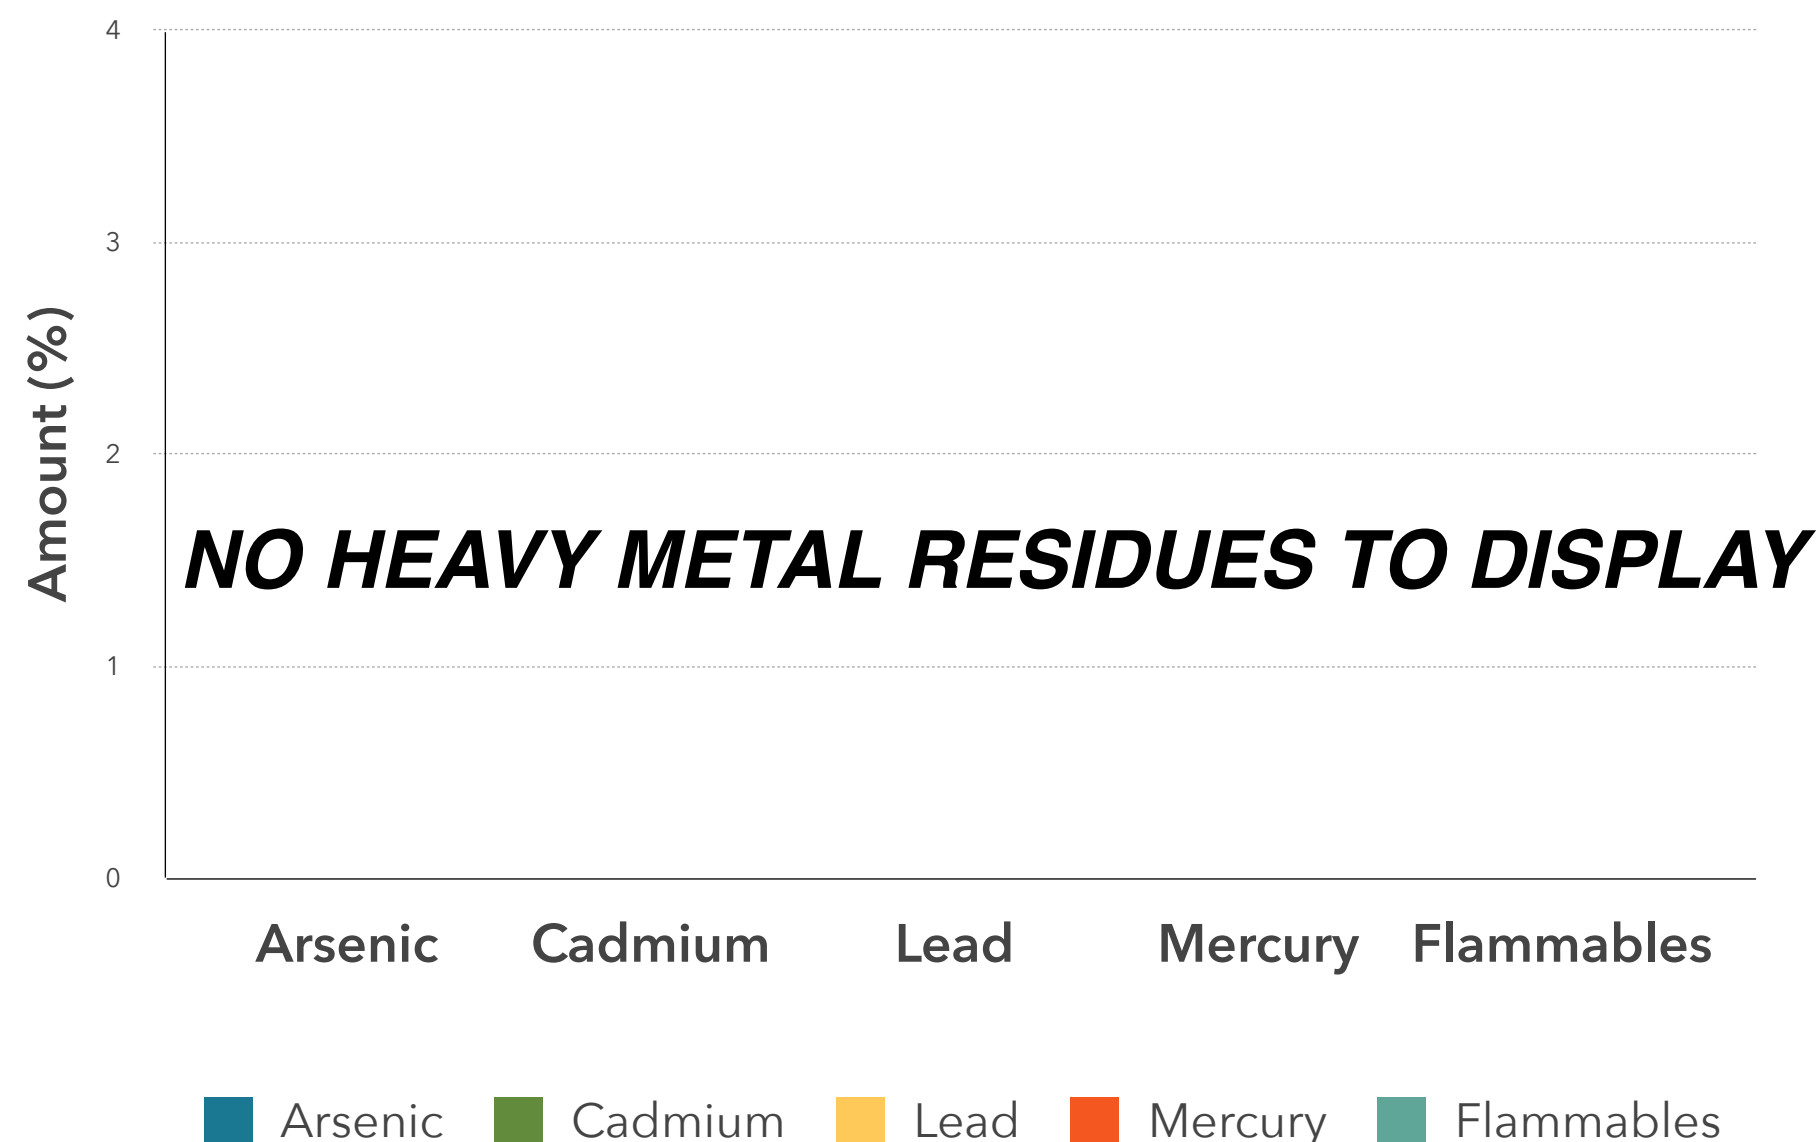 4
3
2
1
0
Amount (%)
NO HEAVY METAL RESIDUES TO DISPLAY
Arsenic Cadmium Lead Mercury Flammables
Arsenic Cadmium Lead Mercury Flammables